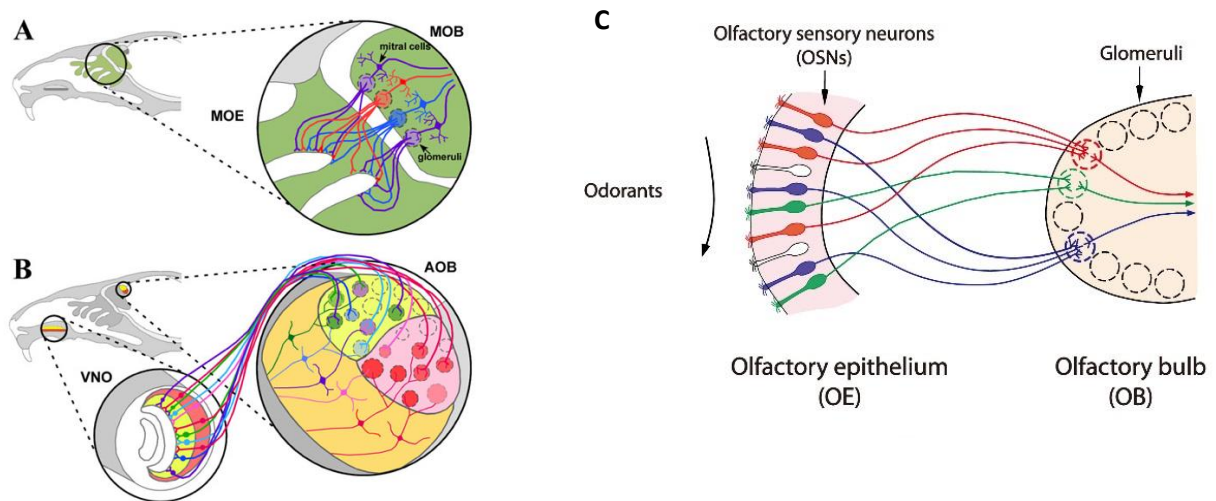 A
MOB
mitral cells
MOE
glomeruli
B
AOB
VNO
C
Olfactory sensory neurons
(OSNs)
Glomeruli
Odorants
Olfactory epithelium
(OE)
Olfactory bulb
(OB)